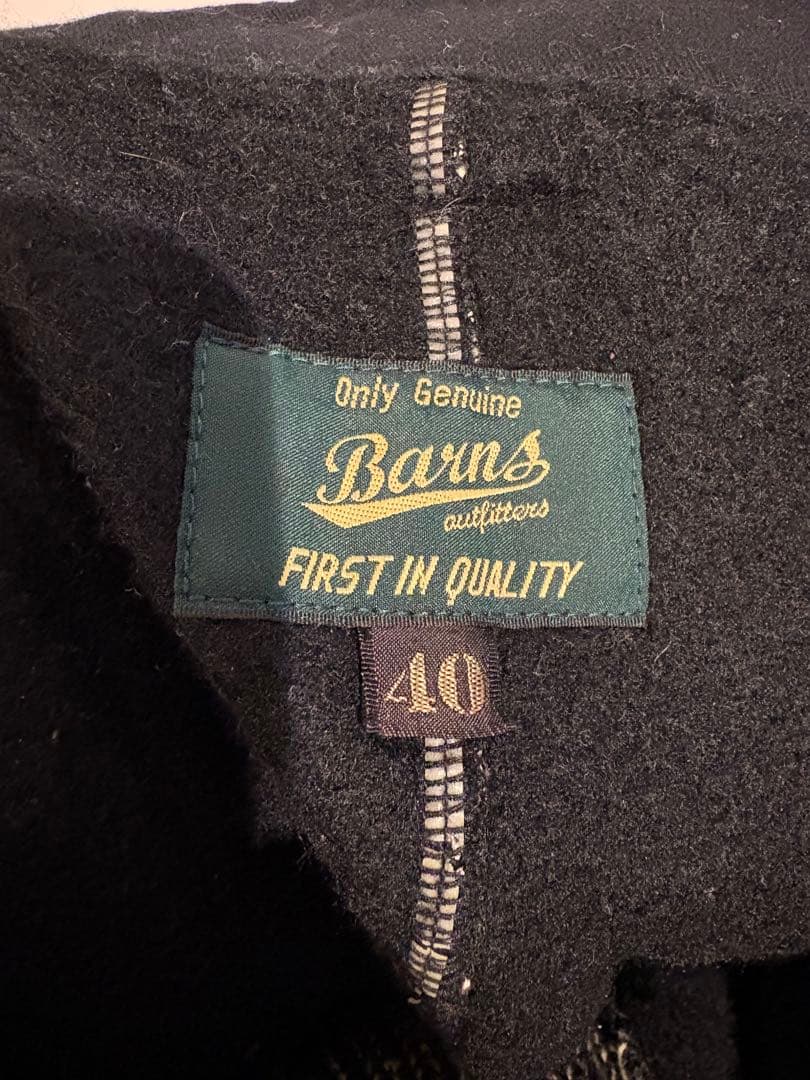 Only Genuine
Barns
outfitters
FIRST IN QUALITY
40